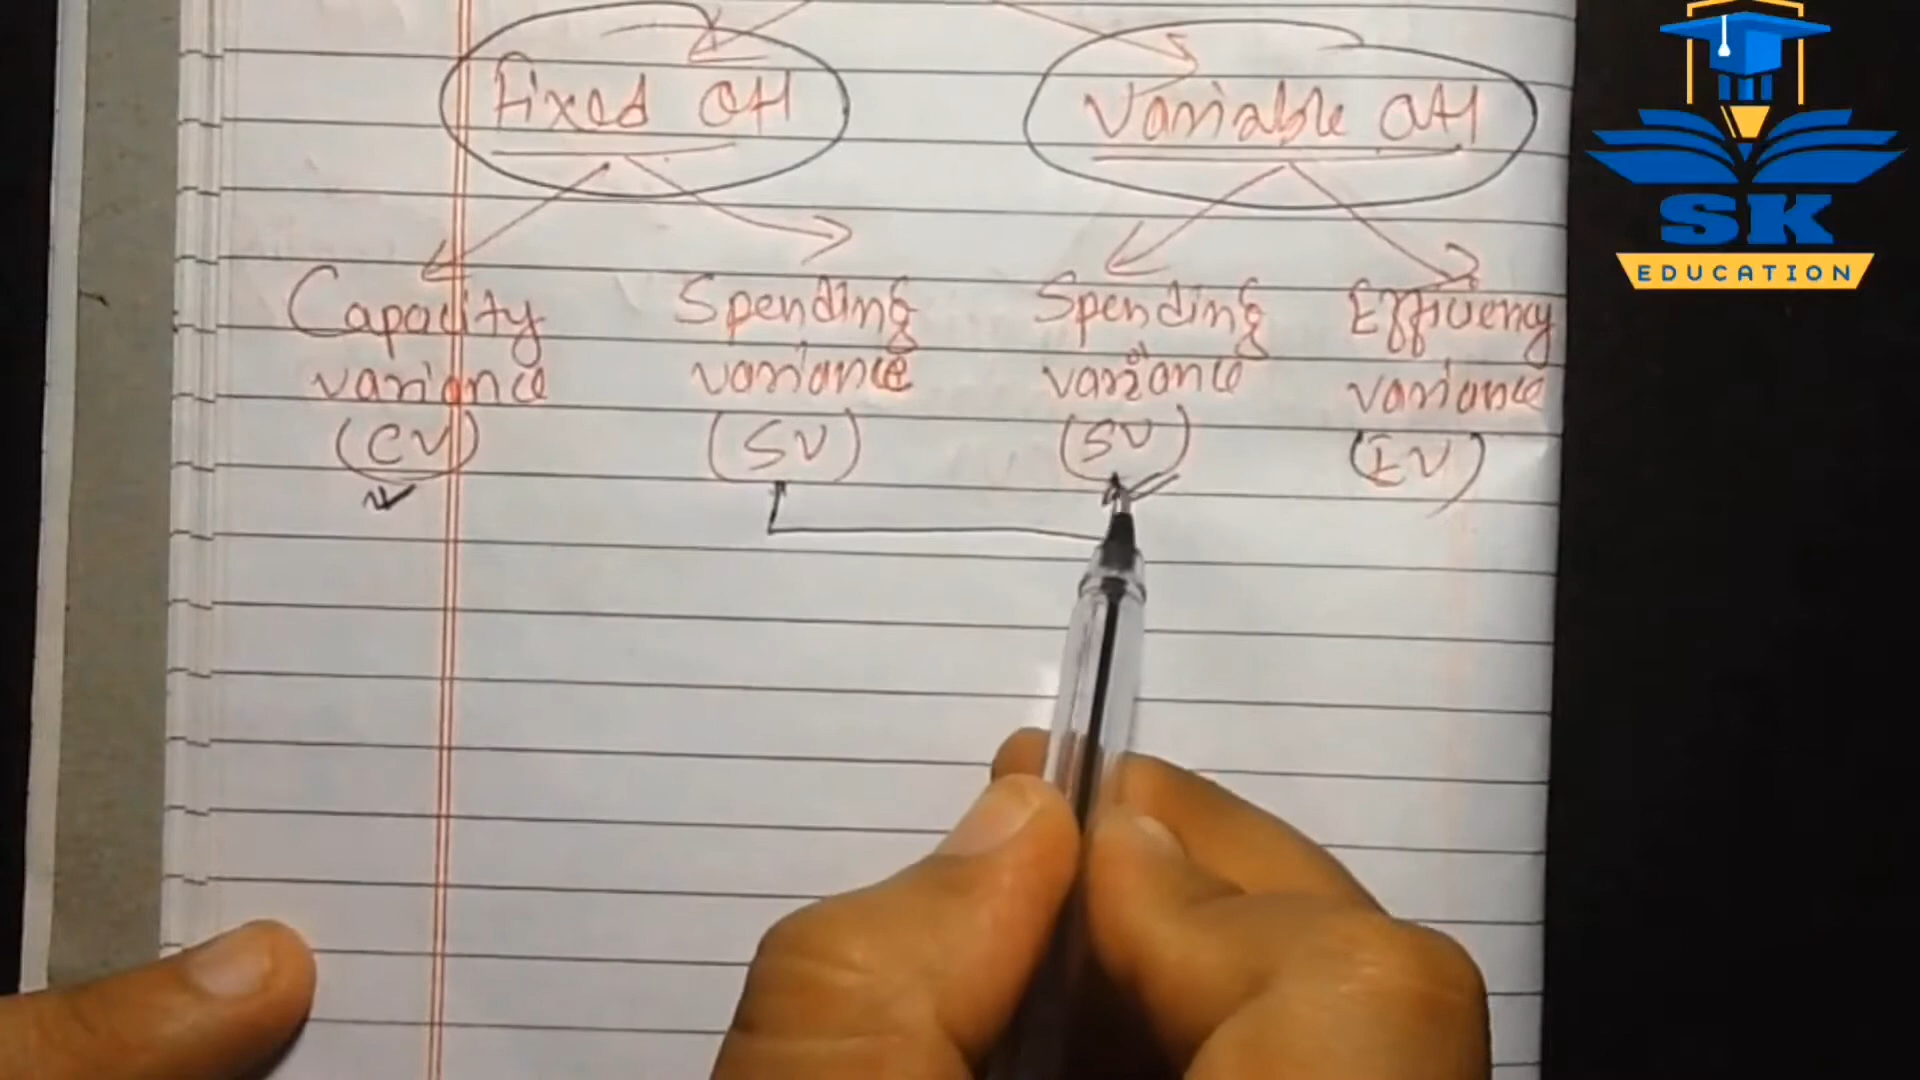 Fixed OH
Variable OH
Capacity
variance
(CV)
Spending
variance
(SV)
Spending
variance
(SV)
Efficiency
variance
(EV)
SK
EDUCATION